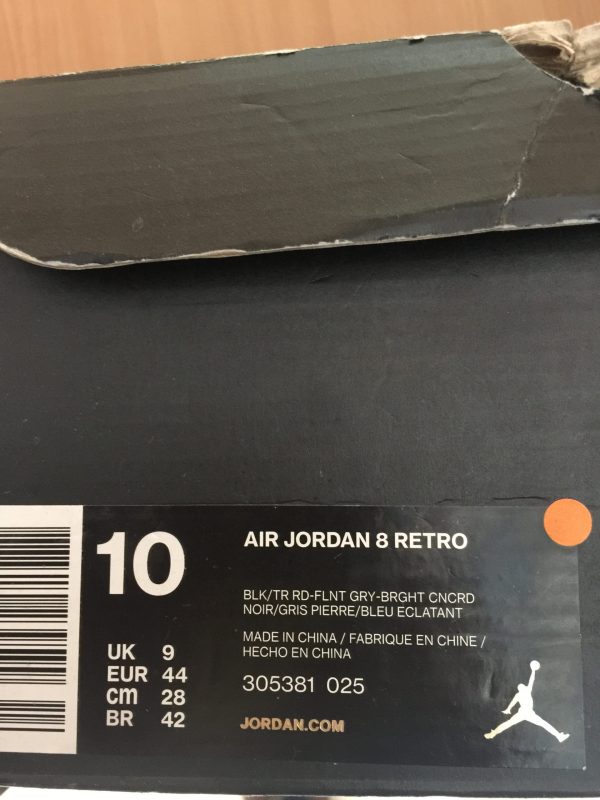 10
UK 9
EUR 44
cm 28
BR 42
AIR JORDAN 8 RETRO
BLK/TR RD-FLNT GRY-BRGHT CNCRD
NOIR/GRIS PIERRE/BLEU ECLATANT
MADE IN CHINA / FABRIQUE EN CHINE /
HECHO EN CHINA
305381 025
JORDAN.COM